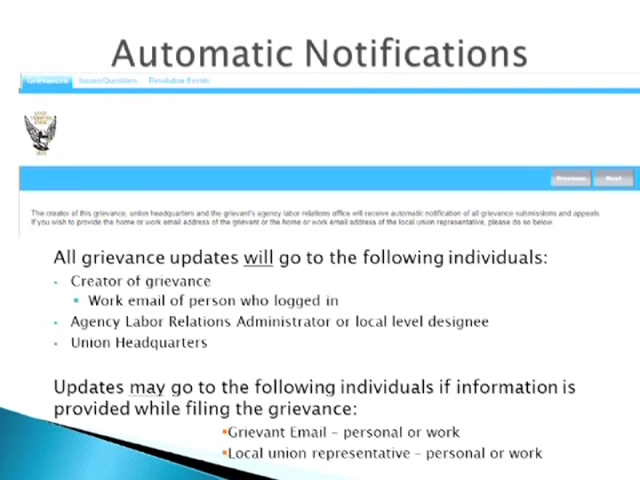 Automatic Notifications
Grievances Issues/Questions Resolution Events
Previous Next
The creator of this grievance, union headquarters and the grievant's agency labor relations office will receive automatic notification of all grievance submissions and appeals.
If you wish to provide the home or work email address of the grievant or the home or work email address of the local union representative, please do so below.
All grievance updates will go to the following individuals:
• Creator of grievance
• Work email of person who logged in
• Agency Labor Relations Administrator or local level designee
• Union Headquarters
Updates may go to the following individuals if information is
provided while filing the grievance:
▪Grievant Email – personal or work
▪Local union representative – personal or work